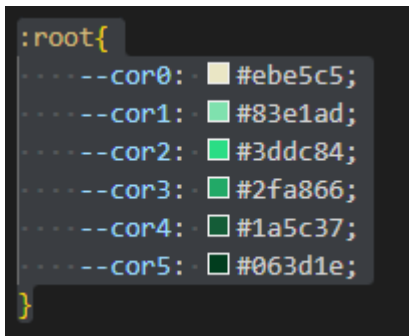 :root{
--cor0: #ebe5c5;
--cor1: #83e1ad;
--cor2: #3ddc84;
--cor3: #2fa866;
--cor4: #1a5c37;
--cor5: #063d1e;
}